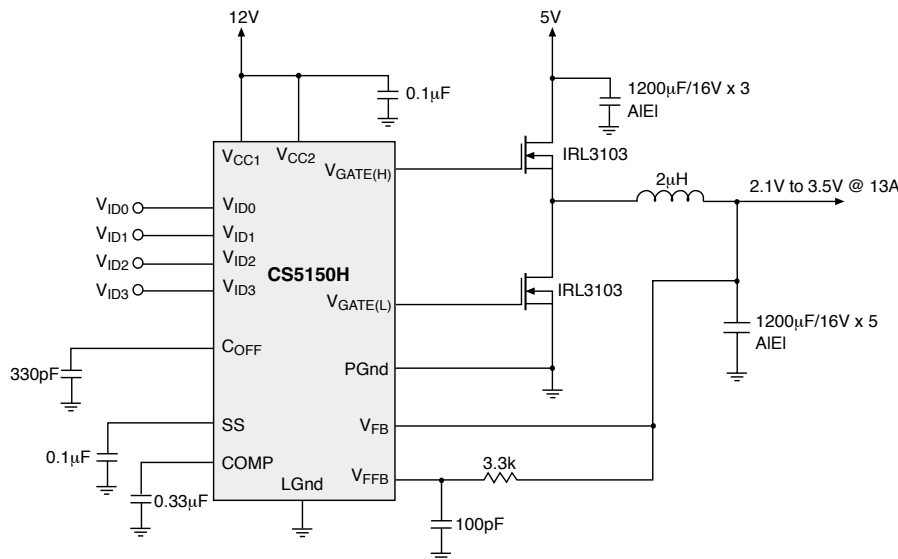 12V
5V
0.1µF
1200µF/16V x 3
AlEl
VCC1
VCC2
VGATE(H)
IRL3103
2µH
2.1V to 3.5V @ 13A
VID0
VID0
VID1
VID1
VID2
VID2
CS5150H
VID3
VID3
VGATE(L)
IRL3103
1200µF/16V x 5
AlEl
COFF
330pF
PGnd
SS
VFB
0.1µF
COMP
3.3k
VFFB
LGnd
0.33µF
100pF